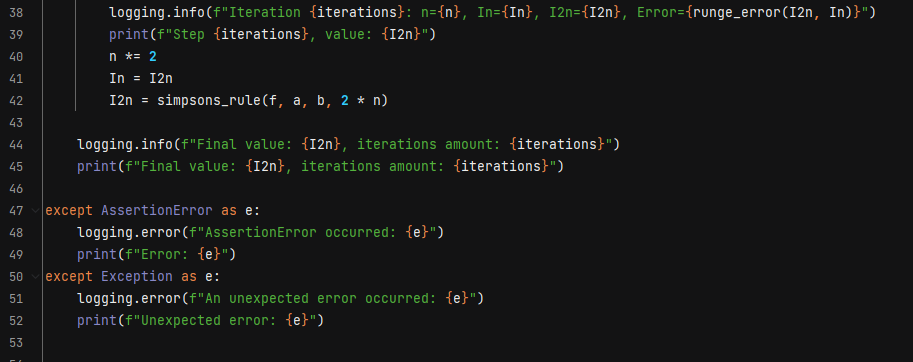 38 logging.info(f"Iteration {iterations}: n={n}, In={In}, I2n={I2n}, Error={runge_error(I2n, In)}")
39 print(f"Step {iterations}, value: {I2n}")
40 n *= 2
41 In = I2n
42 I2n = simpsons_rule(f, a, b, 2 * n)
43
44 logging.info(f"Final value: {I2n}, iterations amount: {iterations}")
45 print(f"Final value: {I2n}, iterations amount: {iterations}")
46
47 except AssertionError as e:
48 logging.error(f"AssertionError occurred: {e}")
49 print(f"Error: {e}")
50 except Exception as e:
51 logging.error(f"An unexpected error occurred: {e}")
52 print(f"Unexpected error: {e}")
53